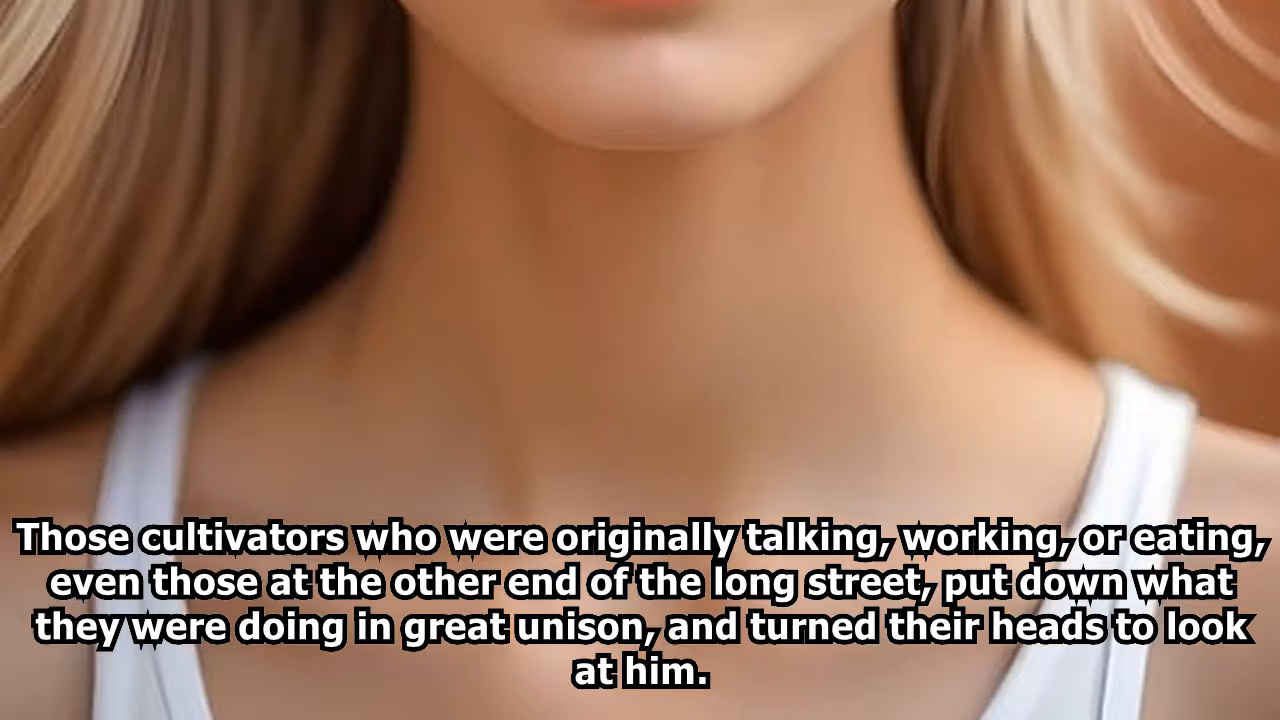 Those cultivators who were originally talking, working, or eating,
even those at the other end of the long street, put down what
they were doing in great unison, and turned their heads to look
at him.